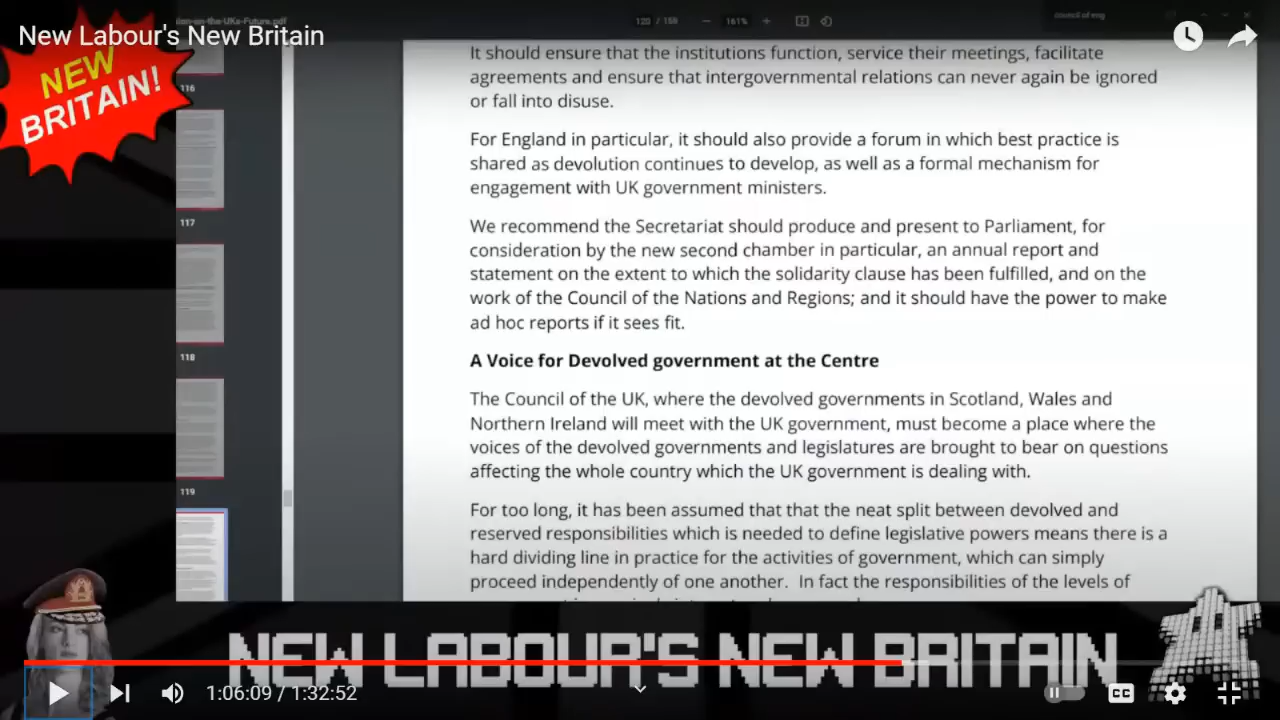 ion-on-the-UKs-Future.pdf
120 / 155
161%
council of eng
New Labour's New Britain
NEW
BRITAIN!
116
117
118
119
It should ensure that the institutions function, service their meetings, facilitate
agreements and ensure that intergovernmental relations can never again be ignored
or fall into disuse.
For England in particular, it should also provide a forum in which best practice is
shared as devolution continues to develop, as well as a formal mechanism for
engagement with UK government ministers.
We recommend the Secretariat should produce and present to Parliament, for
consideration by the new second chamber in particular, an annual report and
statement on the extent to which the solidarity clause has been fulfilled, and on the
work of the Council of the Nations and Regions; and it should have the power to make
ad hoc reports if it sees fit.
A Voice for Devolved government at the Centre
The Council of the UK, where the devolved governments in Scotland, Wales and
Northern Ireland will meet with the UK government, must become a place where the
voices of the devolved governments and legislatures are brought to bear on questions
affecting the whole country which the UK government is dealing with.
For too long, it has been assumed that that the neat split between devolved and
reserved responsibilities which is needed to define legislative powers means there is a
hard dividing line in practice for the activities of government, which can simply
proceed independently of one another. In fact the responsibilities of the levels of
NEW LABOUR'S NEW BRITAIN
1:06:09 / 1:32:52
CC